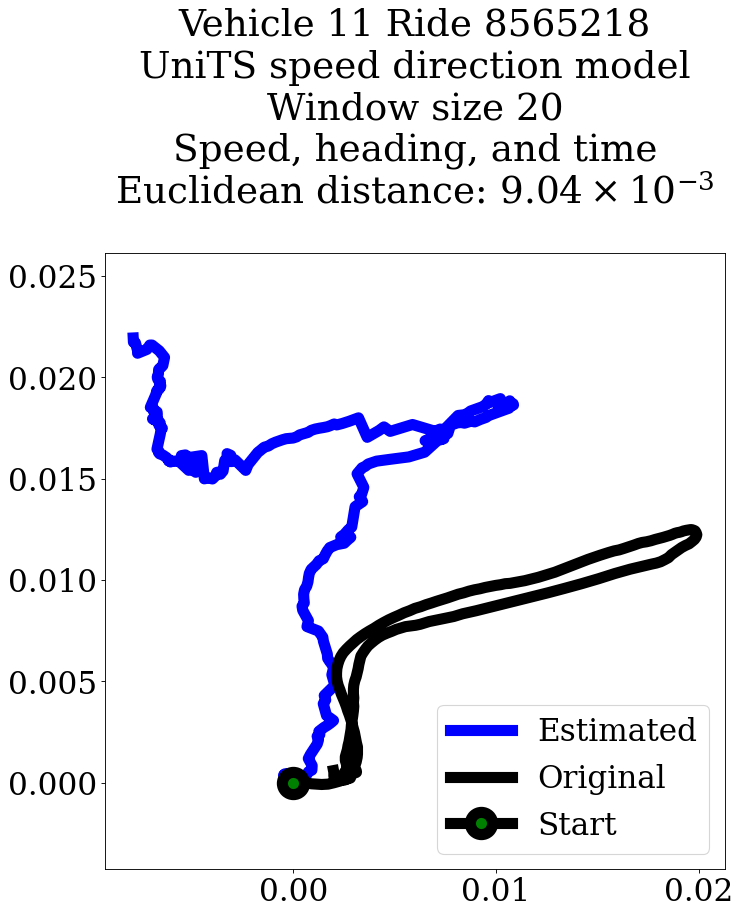 Vehicle 11 Ride 8565218
UniTS speed direction model
Window size 20
Speed, heading, and time
Euclidean distance: $9.04 \times 10^{-3}$
0.025
0.020
0.015
0.010
0.005
0.000
Estimated
Original
Start
0.00 0.01 0.02